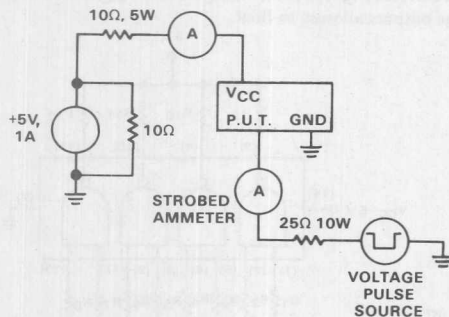 10Ω, 5W
A
VCC
P.U.T. GND
+5V,
1A
10Ω
A
STROBED
AMMETER
25Ω 10W
VOLTAGE
PULSE
SOURCE